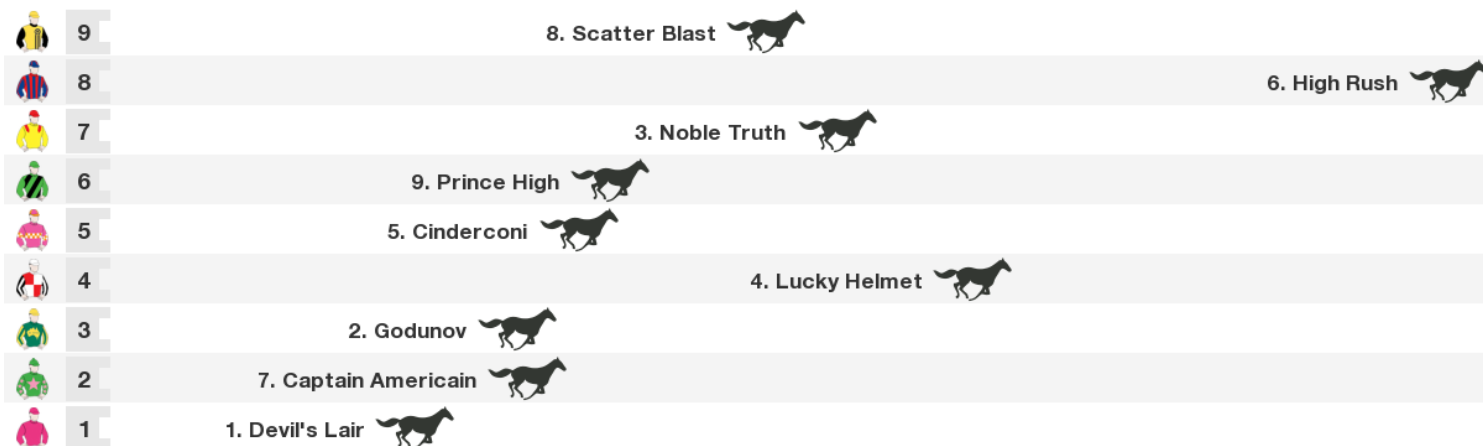 9 8. Scatter Blast
8 6. High Rush
7 3. Noble Truth
6 9. Prince High
5 5. Cinderconi
4 4. Lucky Helmet
3 2. Godunov
2 7. Captain Americain
1 1. Devil's Lair